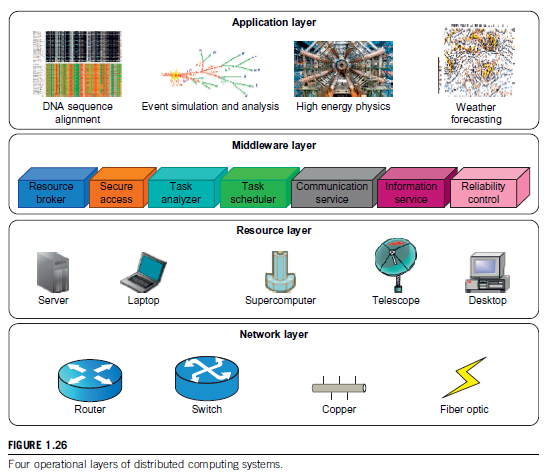 Application layer
DNA sequence
alignment
Event simulation and analysis
High energy physics
Weather
forecasting
Middleware layer
Resource
broker
Secure
access
Task
analyzer
Task
scheduler
Communication
service
Information
service
Reliability
control
Resource layer
Server
Laptop
Supercomputer
Telescope
Desktop
Network layer
Router
Switch
Copper
Fiber optic
FIGURE 1.26
Four operational layers of distributed computing systems.